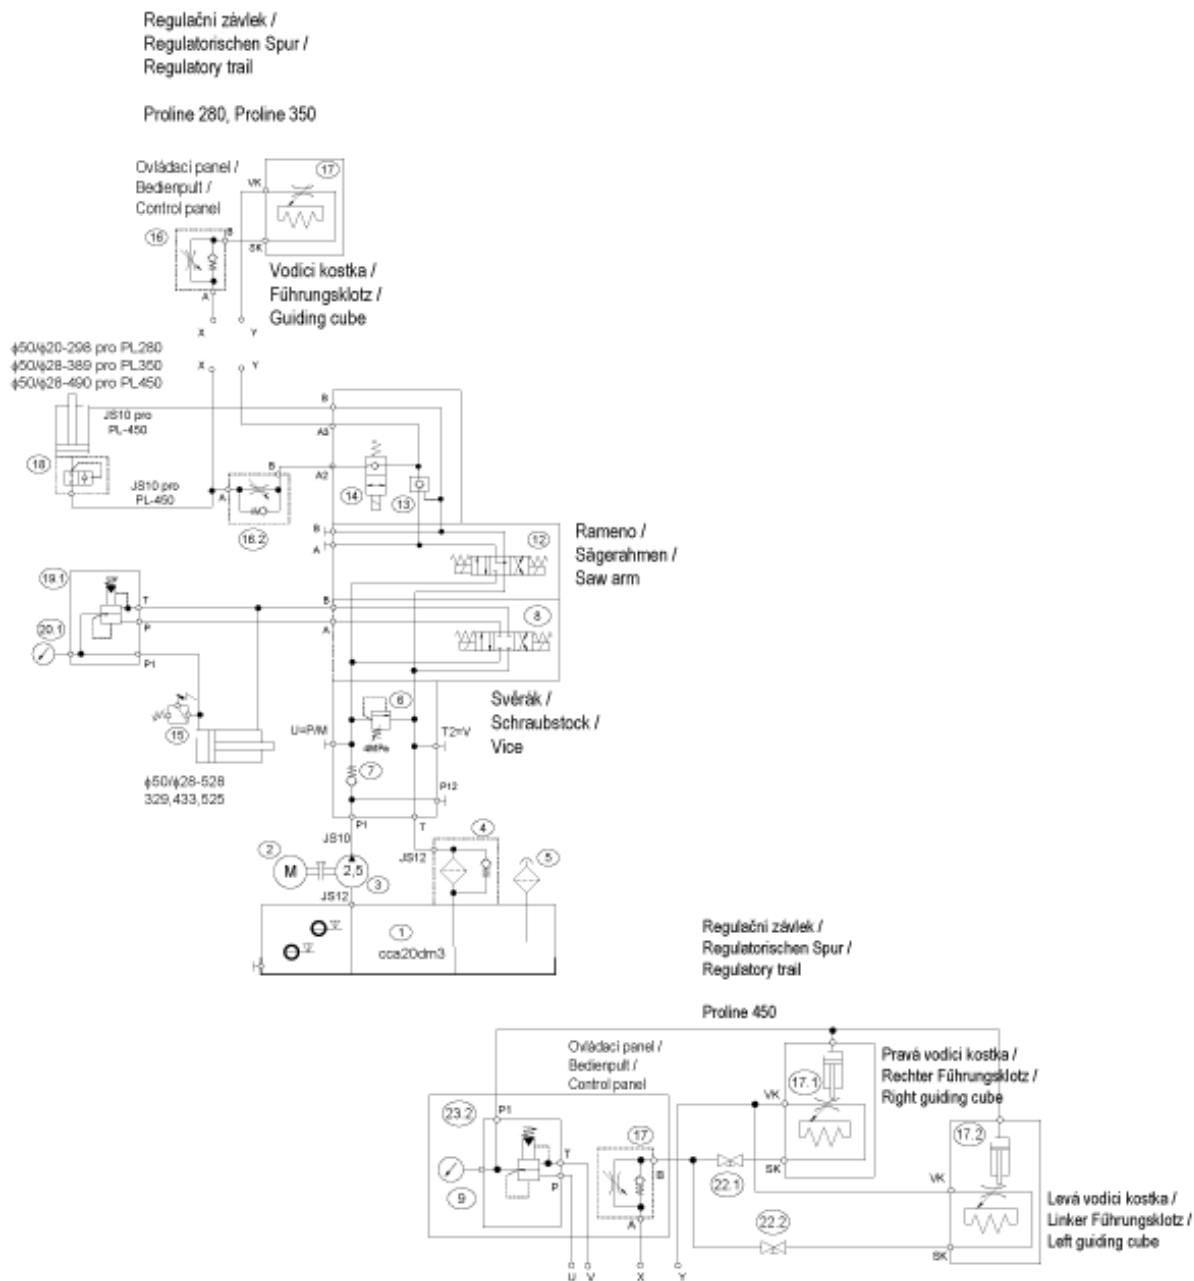 Regulační závlek /
Regulatorischen Spur /
Regulatory trail
Proline 280, Proline 350
Ovládací panel /
Bedienpult /
Control panel
17
VK
16
B
SK
A
Vodící kostka /
Führungsklotz /
Guiding cube
X
Y
ϕ50/ϕ20-298 pro PL280
ϕ50/ϕ28-389 pro PL350
ϕ50/ϕ28-490 pro PL450
X
Y
JS10 pro
PL-450
B
A3
18
JS10 pro
PL-450
B
A2
A
14
13
16.2
B
A
12
Rameno /
Sägerahmen /
Saw arm
19.1
T
B
8
20.1
P
A
P1
15
6
Svěrák /
Schraubstock /
Vice
U=P/M
4MPa
T2=V
7
ϕ50/ϕ28-528
329,433,525
P12
P1
T
JS10
4
2
M
2,5
3
JS12
5
JS12
1
cca20dm3
Regulační závlek /
Regulatorischen Spur /
Regulatory trail
Proline 450
Ovládací panel /
Bedienpult /
Control panel
Pravá vodící kostka /
Rechter Führungsklotz /
Right guiding cube
17.1
VK
23.2
P1
17
T
B
SK
22.1
17.2
VK
9
P
A
22.2
SK
Levá vodící kostka /
Linker Führungsklotz /
Left guiding cube
U
V
X
Y